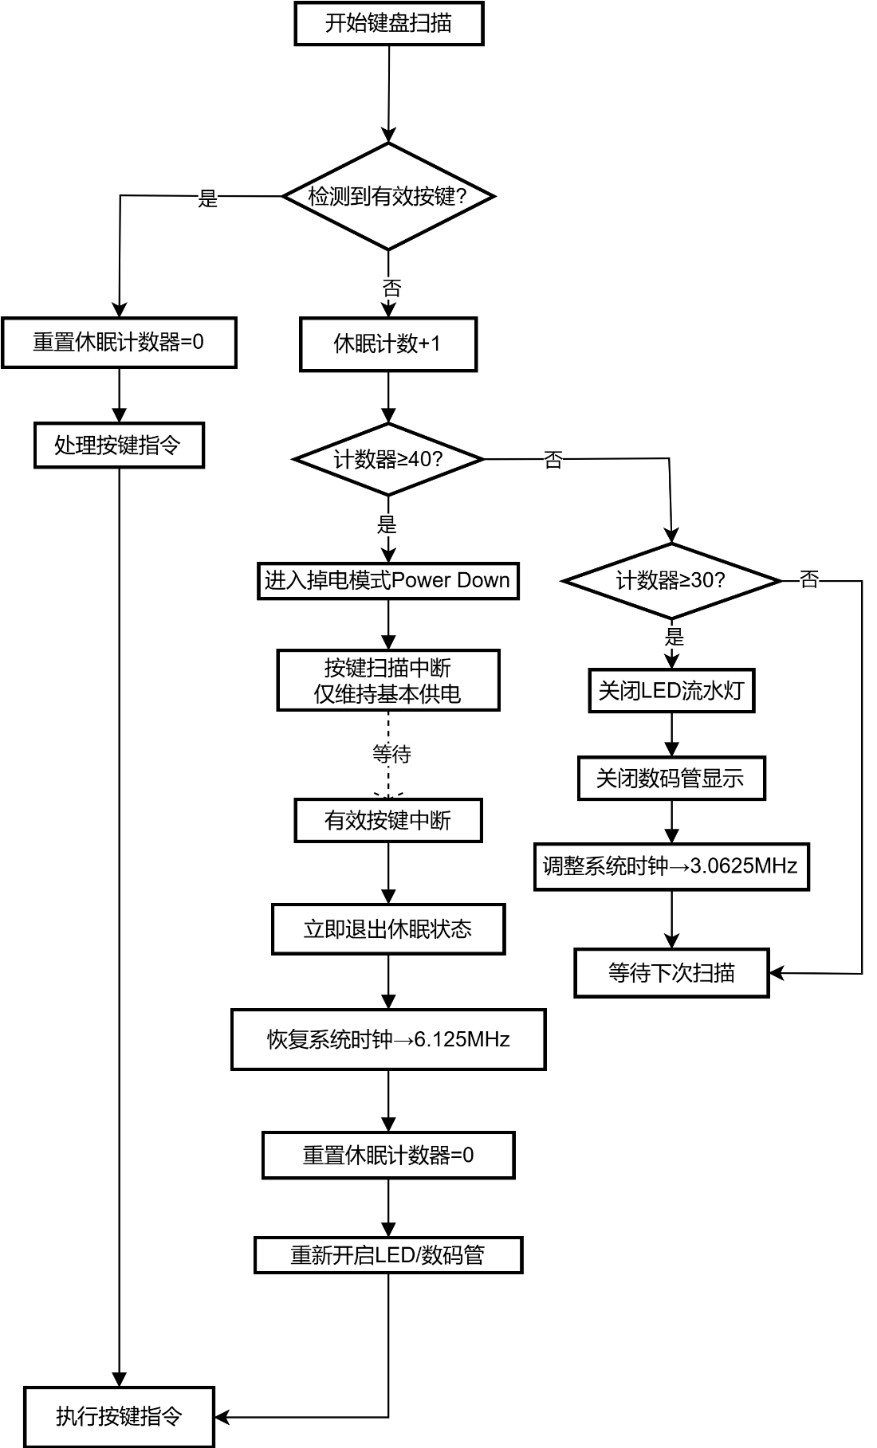 开始键盘扫描
检测到有效按键?
是
否
重置休眠计数器=0
休眠计数+1
处理按键指令
计数器≥40?
否
是
进入掉电模式Power Down
计数器≥30?
否
是
按键扫描中断
仅维持基本供电
关闭LED流水灯
等待
关闭数码管显示
有效按键中断
调整系统时钟→3.0625MHz
立即退出休眠状态
等待下次扫描
恢复系统时钟→6.125MHz
重置休眠计数器=0
重新开启LED/数码管
执行按键指令